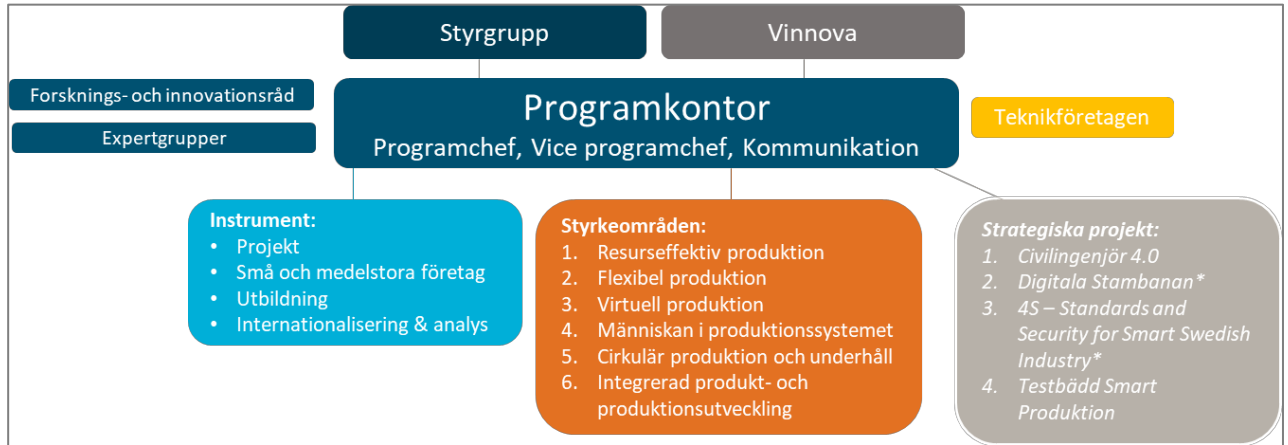 Styrgrupp
Vinnova
Forsknings- och innovationsråd
Expertgrupper
Programkontor
Programchef, Vice programchef, Kommunikation
Teknikföretagen
Instrument:
• Projekt
• Små och medelstora företag
• Utbildning
• Internationalisering & analys
Styrkeområden:
1. Resurseffektiv produktion
2. Flexibel produktion
3. Virtuell produktion
4. Människan i produktionssystemet
5. Cirkulär produktion och underhåll
6. Integrerad produkt- och
produktionsutveckling
Strategiska projekt:
1. Civilingenjör 4.0
2. Digitala Stambanan*
3. 4S – Standards and
Security for Smart Swedish
Industry*
4. Testbädd Smart
Produktion